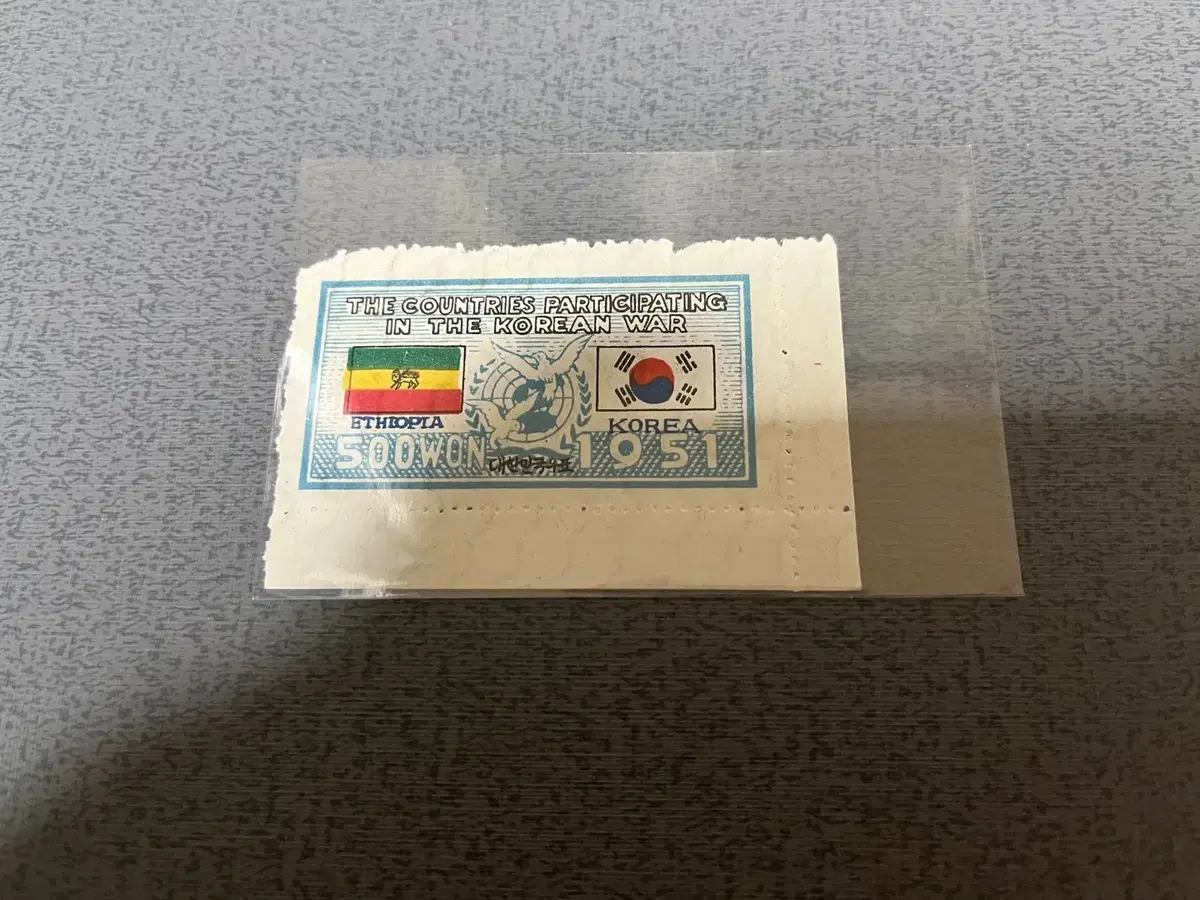 THE COUNTRIES PARTICIPATING
IN THE KOREAN WAR
ETHIOPIA
KOREA
500WON
대한민국우표
1951